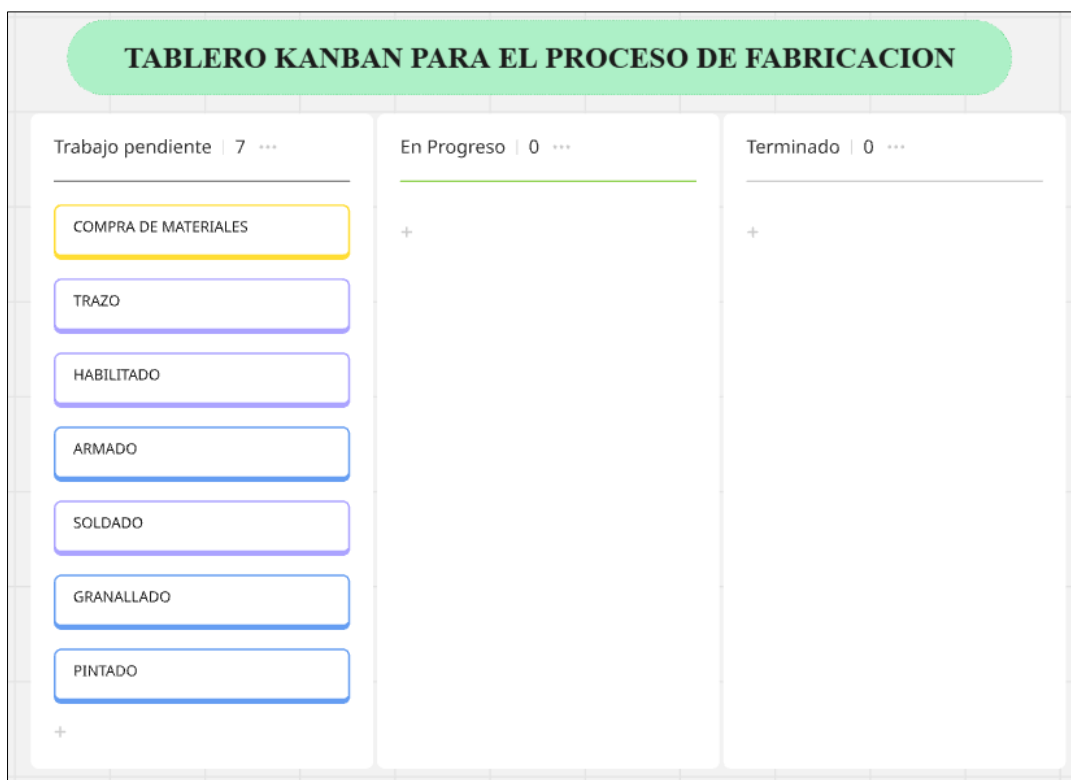 TABLERO KANBAN PARA EL PROCESO DE FABRICACION
Trabajo pendiente | 7 ...
COMPRA DE MATERIALES
TRAZO
HABILITADO
ARMADO
SOLDADO
GRANALLADO
PINTADO
+
En Progreso | 0 ...
+
Terminado | 0 ...
+